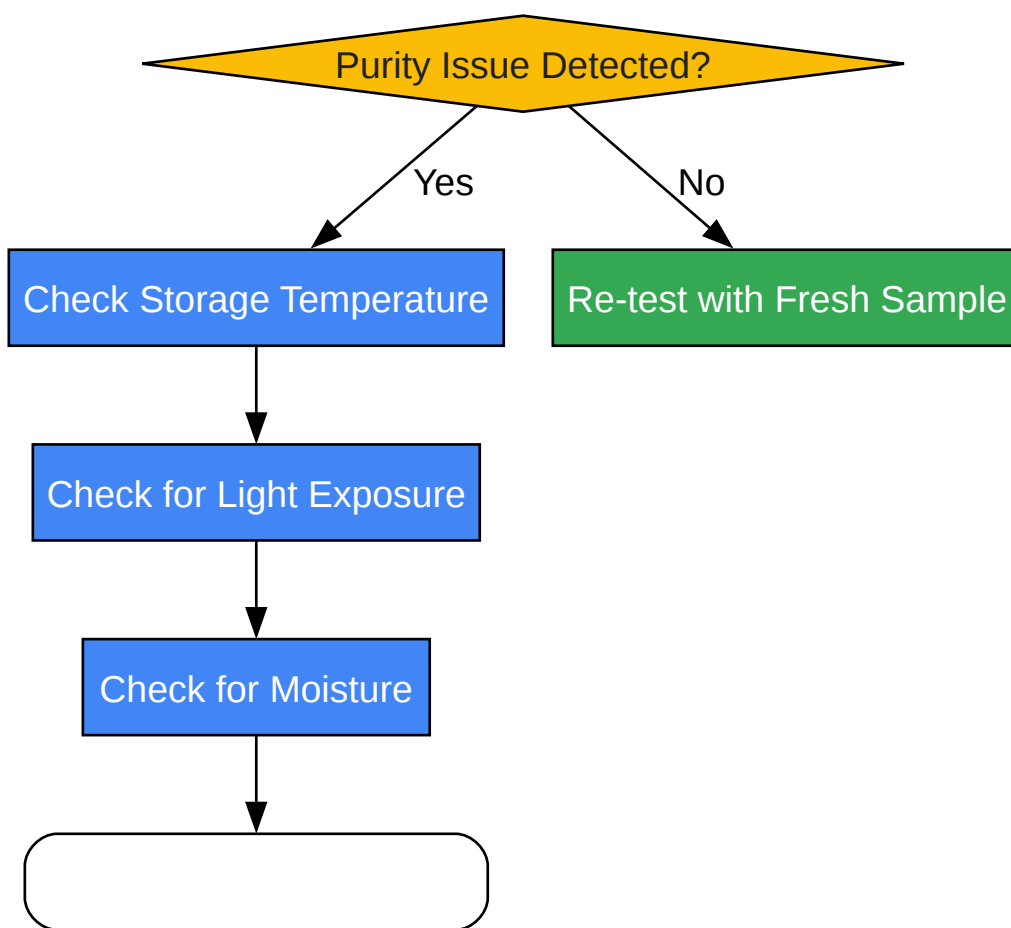 Purity Issue Detected?
Yes
No
Check Storage Temperature
Re-test with Fresh Sample
Check for Light Exposure
Check for Moisture